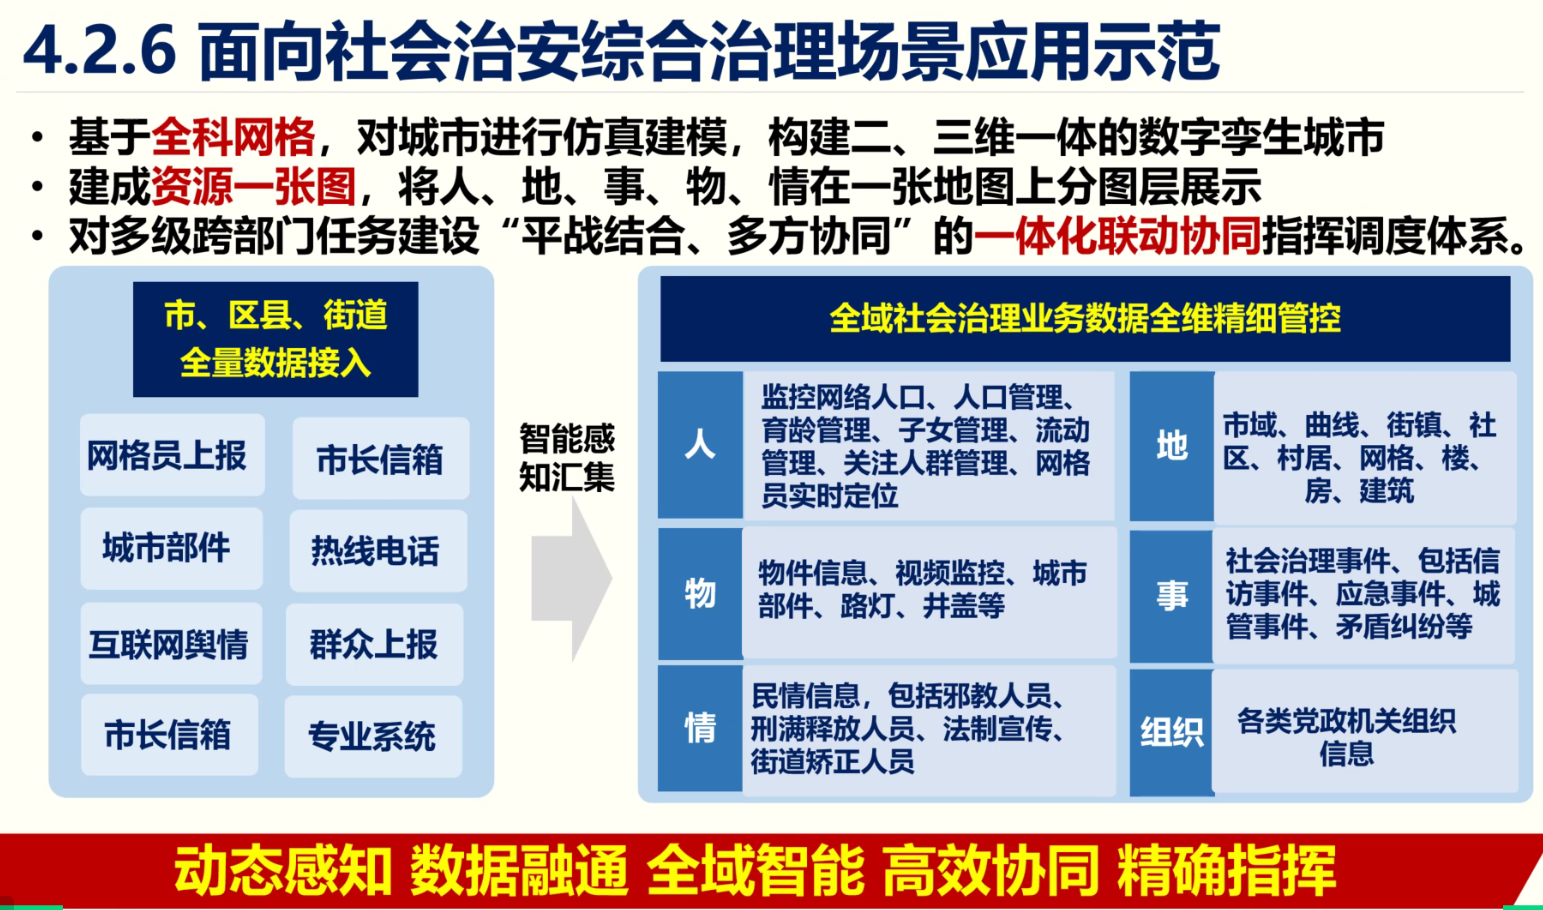 4.2.6 面向社会治安综合治理场景应用示范
• 基于全科网格，对城市进行仿真建模，构建二、三维一体的数字孪生城市
• 建成资源一张图，将人、地、事、物、情在一张地图上分图层展示
• 对多级跨部门任务建设“平战结合、多方协同”的一体化联动协同指挥调度体系。
市、区县、街道
全量数据接入
网格员上报
市长信箱
城市部件
热线电话
互联网舆情
群众上报
市长信箱
专业系统
智能感
知汇集
全域社会治理业务数据全维精细管控
人
监控网络人口、人口管理、
育龄管理、子女管理、流动
管理、关注人群管理、网格
员实时定位
地
市域、曲线、街镇、社
区、村居、网格、楼、
房、建筑
物
物件信息、视频监控、城市
部件、路灯、井盖等
事
社会治理事件、包括信
访事件、应急事件、城
管事件、矛盾纠纷等
情
民情信息，包括邪教人员、
刑满释放人员、法制宣传、
街道矫正人员
组织
各类党政机关组织
信息
动态感知 数据融通 全域智能 高效协同 精确指挥